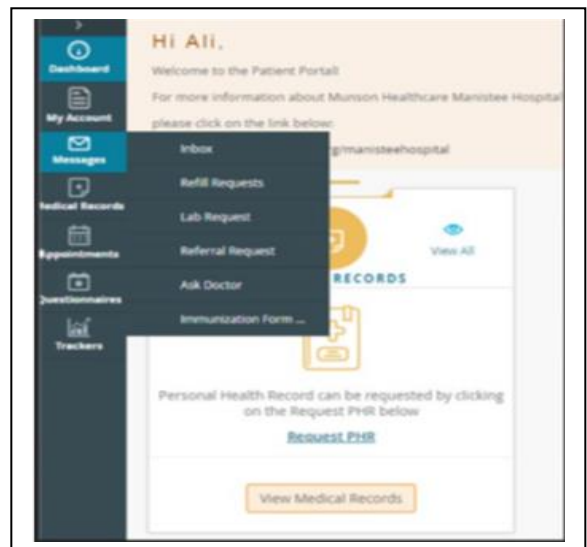 Hi Ali,
Dashboard
Welcome to the Patient Portal!
For more information about Munson Healthcare Manistee Hospital
My Account
please click on the link below:
Messages
Inbox
rg/manisteehospital
Refill Requests
Medical Records
Lab Request
Appointments
Referral Request
View All
RECORDS
Questionnaires
Ask Doctor
Immunization Form ...
Trackers
Personal Health Record can be requested by clicking
on the Request PHR below
Request PHR
View Medical Records